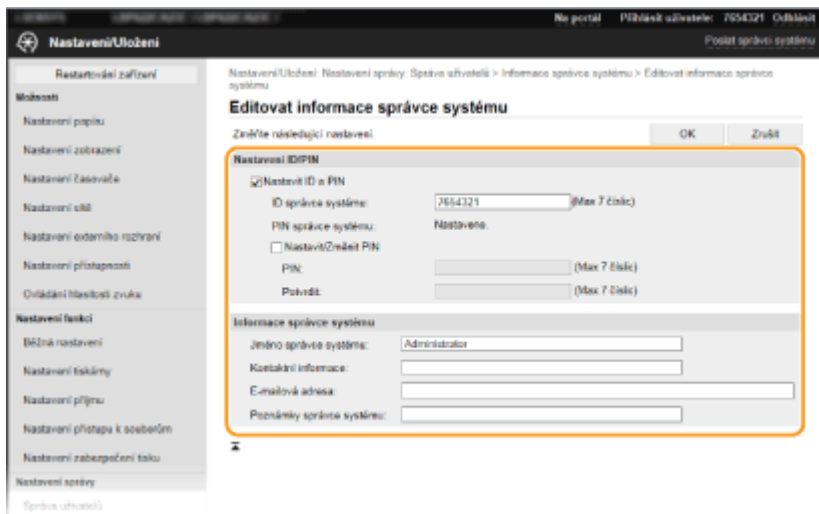 Na portál Přihlásit uživatele: 7654321 Odhlásit
Nastavení/Uložení
Poslat správci systému
Restartování zařízení
Nastavení/Uložení: Nastavení správy: Správa uživatelů > Informace správce systému > Editovat informace správce systému
Možnosti
Editovat informace správce systému
Nastavení papíru
Změňte následující nastavení.
OK
Zrušit
Nastavení zobrazení
Nastavení ID/PIN
Nastavení časovače
Nastavit ID a PIN
Nastavení sítě
ID správce systému: 7654321 (Max 7 číslic)
PIN správce systému: Nastaveno.
Nastavení externího rozhraní
Nastavit/Změnit PIN
Nastavení přístupnosti
PIN: (Max 7 číslic)
Ovládání hlasitosti zvuku
Potvrdit: (Max 7 číslic)
Nastavení funkcí
Informace správce systému
Běžná nastavení
Jméno správce systému: Administrator
Nastavení tiskárny
Kontaktní informace:
Nastavení příjmu
E-mailová adresa:
Nastavení přístupu k souborům
Poznámky správce systému:
Nastavení zabezpečení tisku
Nastavení správy
Správa uživatelů